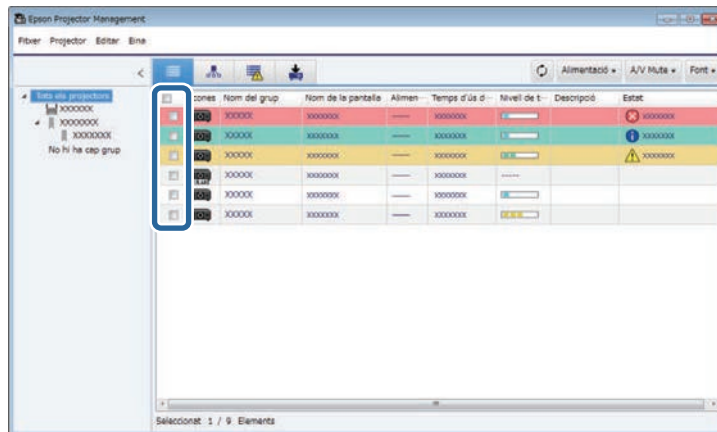 Epson Projector Management
Fitxer Projector Editar Eina
Alimentació A/V Mute Font
Tots els projectors
XXXXXX
XXXXXXX
XXXXXXX
No hi ha cap grup
cones Nom del grup Nom de la pantalla Alimen··· Temps d'ús d··· Nivell de t··· Descripció Estat
XXXXX XXXXXXX ---- XXXXXXX XXXXXXX
XXXXX XXXXXXX ---- XXXXXXX XXXXXXX
XXXXX XXXXXXX ---- XXXXXXX XXXXXXX
XXXXX XXXXXXX ---- XXXXXXX -----
XXXXX XXXXXXX ---- XXXXXXX
XXXXX XXXXXXX ---- XXXXXXX
Seleccionat 1 / 9 Elements